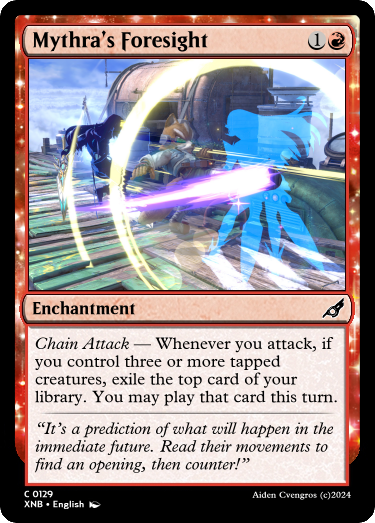 Mythra's Foresight 1
Enchantment
Chain Attack — Whenever you attack, if
you control three or more tapped
creatures, exile the top card of your
library. You may play that card this turn.
“It's a prediction of what will happen in the
immediate future. Read their movements to
find an opening, then counter!”
C 0129
XNB • English Aiden Cvengros (c)2024